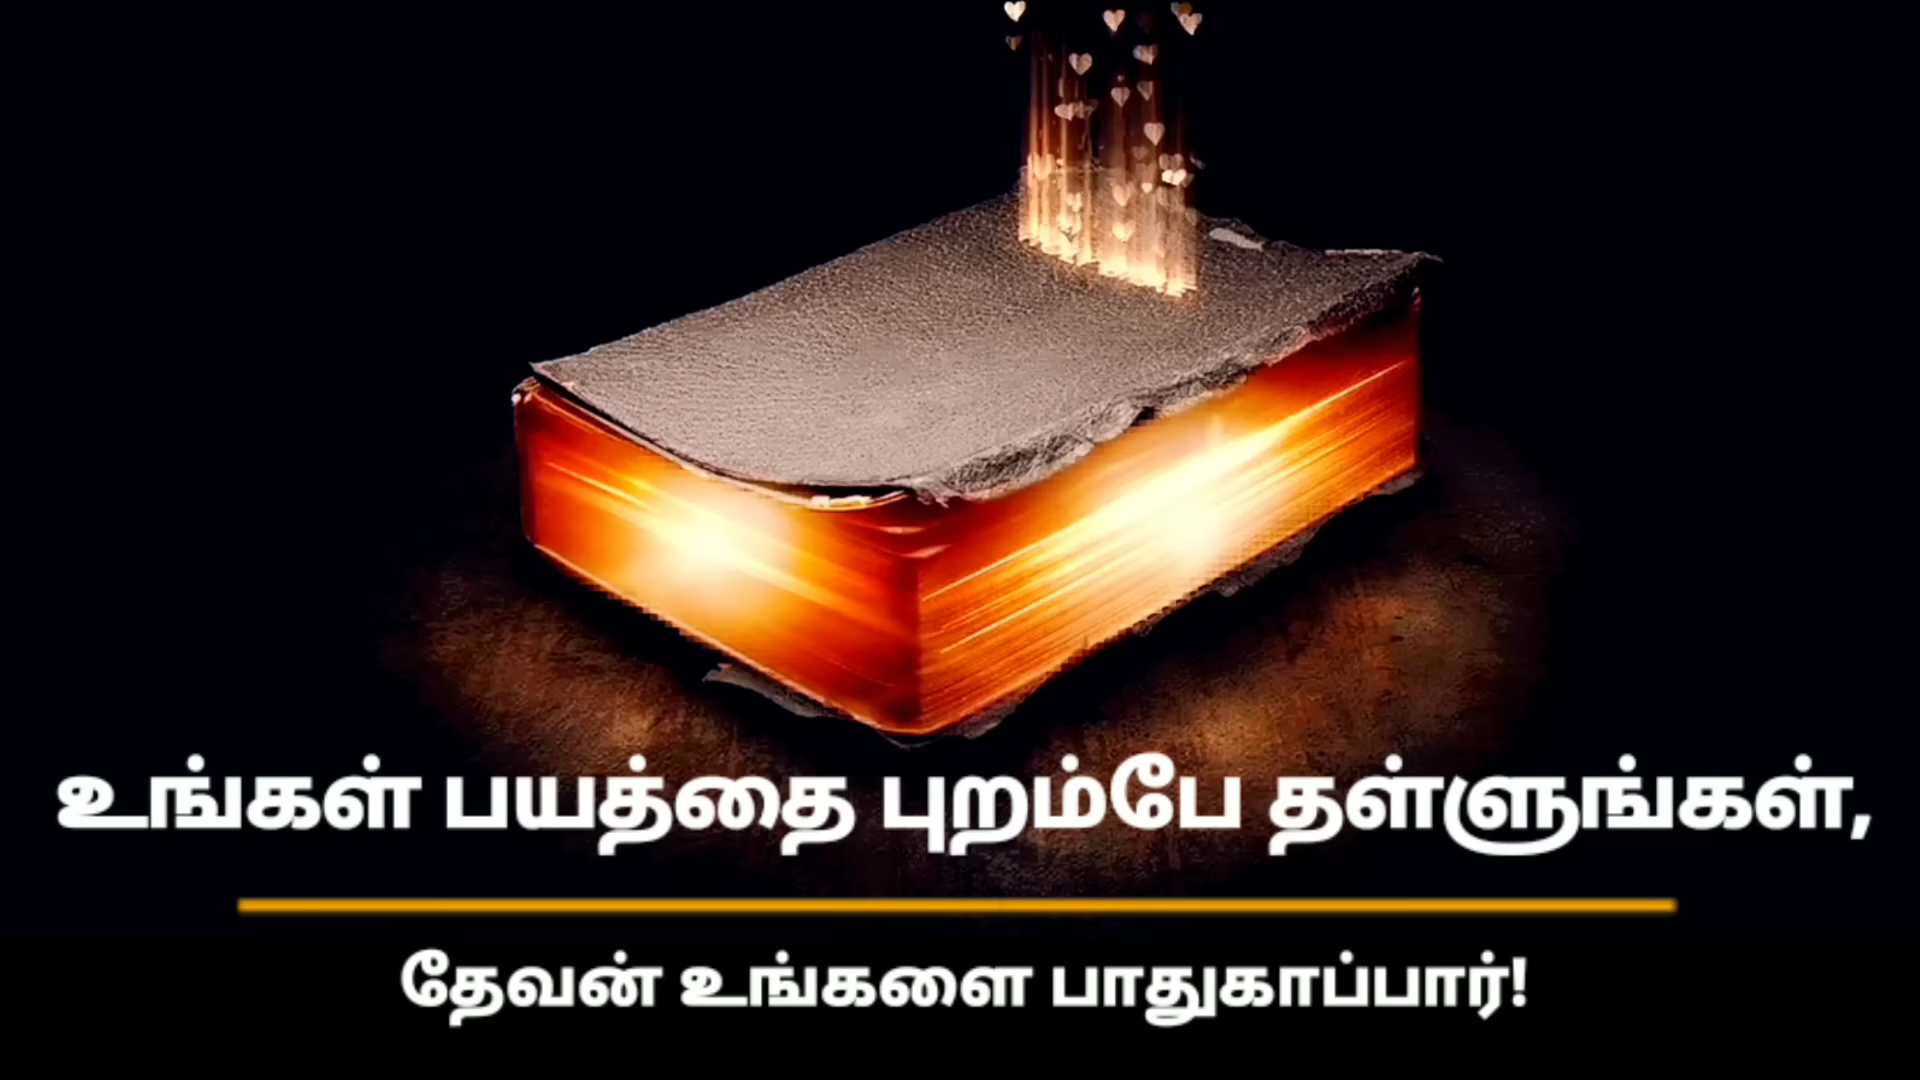 உங்கள் பயத்தை புறம்பே தள்ளுங்கள்,
தேவன் உங்களை பாதுகாப்பார்!